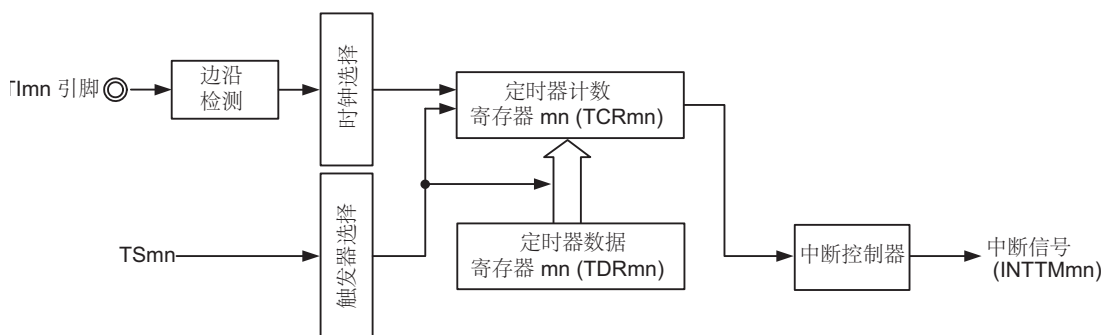 TImn 引脚
边沿
检测
时钟选择
定时器计数
寄存器 mn (TCRmn)
TSmn
触发器选择
定时器数据
寄存器 mn (TDRmn)
中断控制器
中断信号
(INTTMmn)